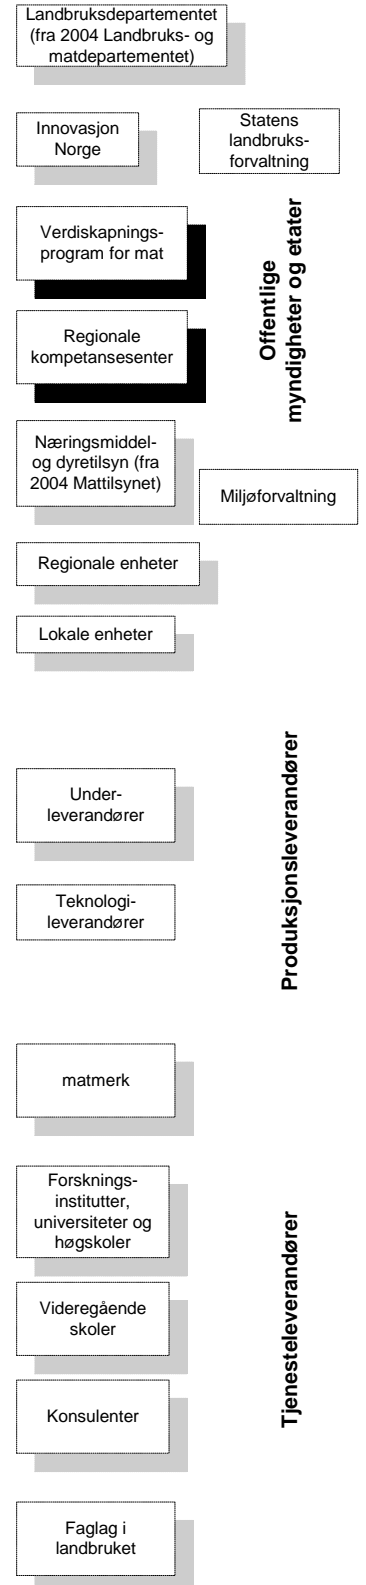 Landbruksdepartementet
(fra 2004 Landbruks- og
matdepartementet)
Innovasjon
Norge
Statens
landbruks-
forvaltning
Verdiskapnings-
program for mat
Offentlige
myndigheter og etater
Regionale
kompetansesenter
Næringsmiddel-
og dyretilsyn (fra
2004 Mattilsynet)
Miljøforvaltning
Regionale enheter
Lokale enheter
Under-
leverandører
Produksjonsleverandører
Teknologi-
leverandører
matmerk
Forsknings-
institutter,
universiteter og
høgskoler
Tjenesteleverandører
Videregående
skoler
Konsulenter
Faglag i
landbruket